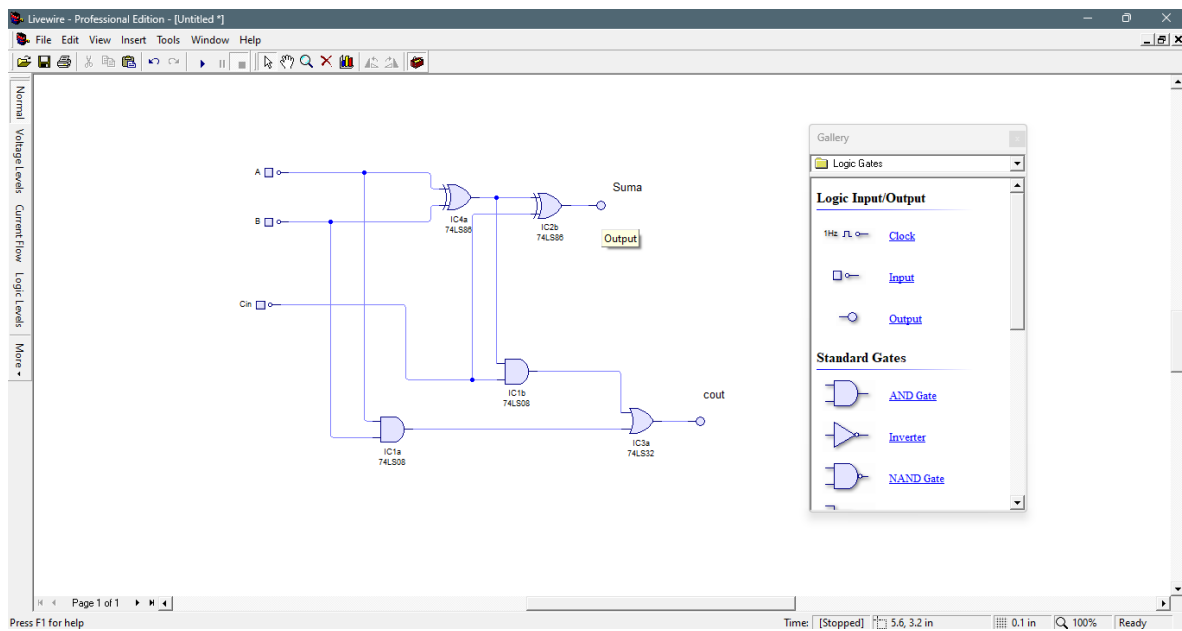 Livewire - Professional Edition - [Untitled *]
File Edit View Insert Tools Window Help
Normal
Voltage Levels
Current Flow
Logic Levels
More
A
B
Cin
IC4a
74LS86
IC2b
74LS86
Suma
Output
IC1b
74LS08
cout
IC1a
74LS08
IC3a
74LS32
Gallery
Logic Gates
Logic Input/Output
1Hz Clock
Input
Output
Standard Gates
AND Gate
Inverter
NAND Gate
Page 1 of 1
Press F1 for help
Time: [Stopped] 5.6, 3.2 in 0.1 in 100% Ready